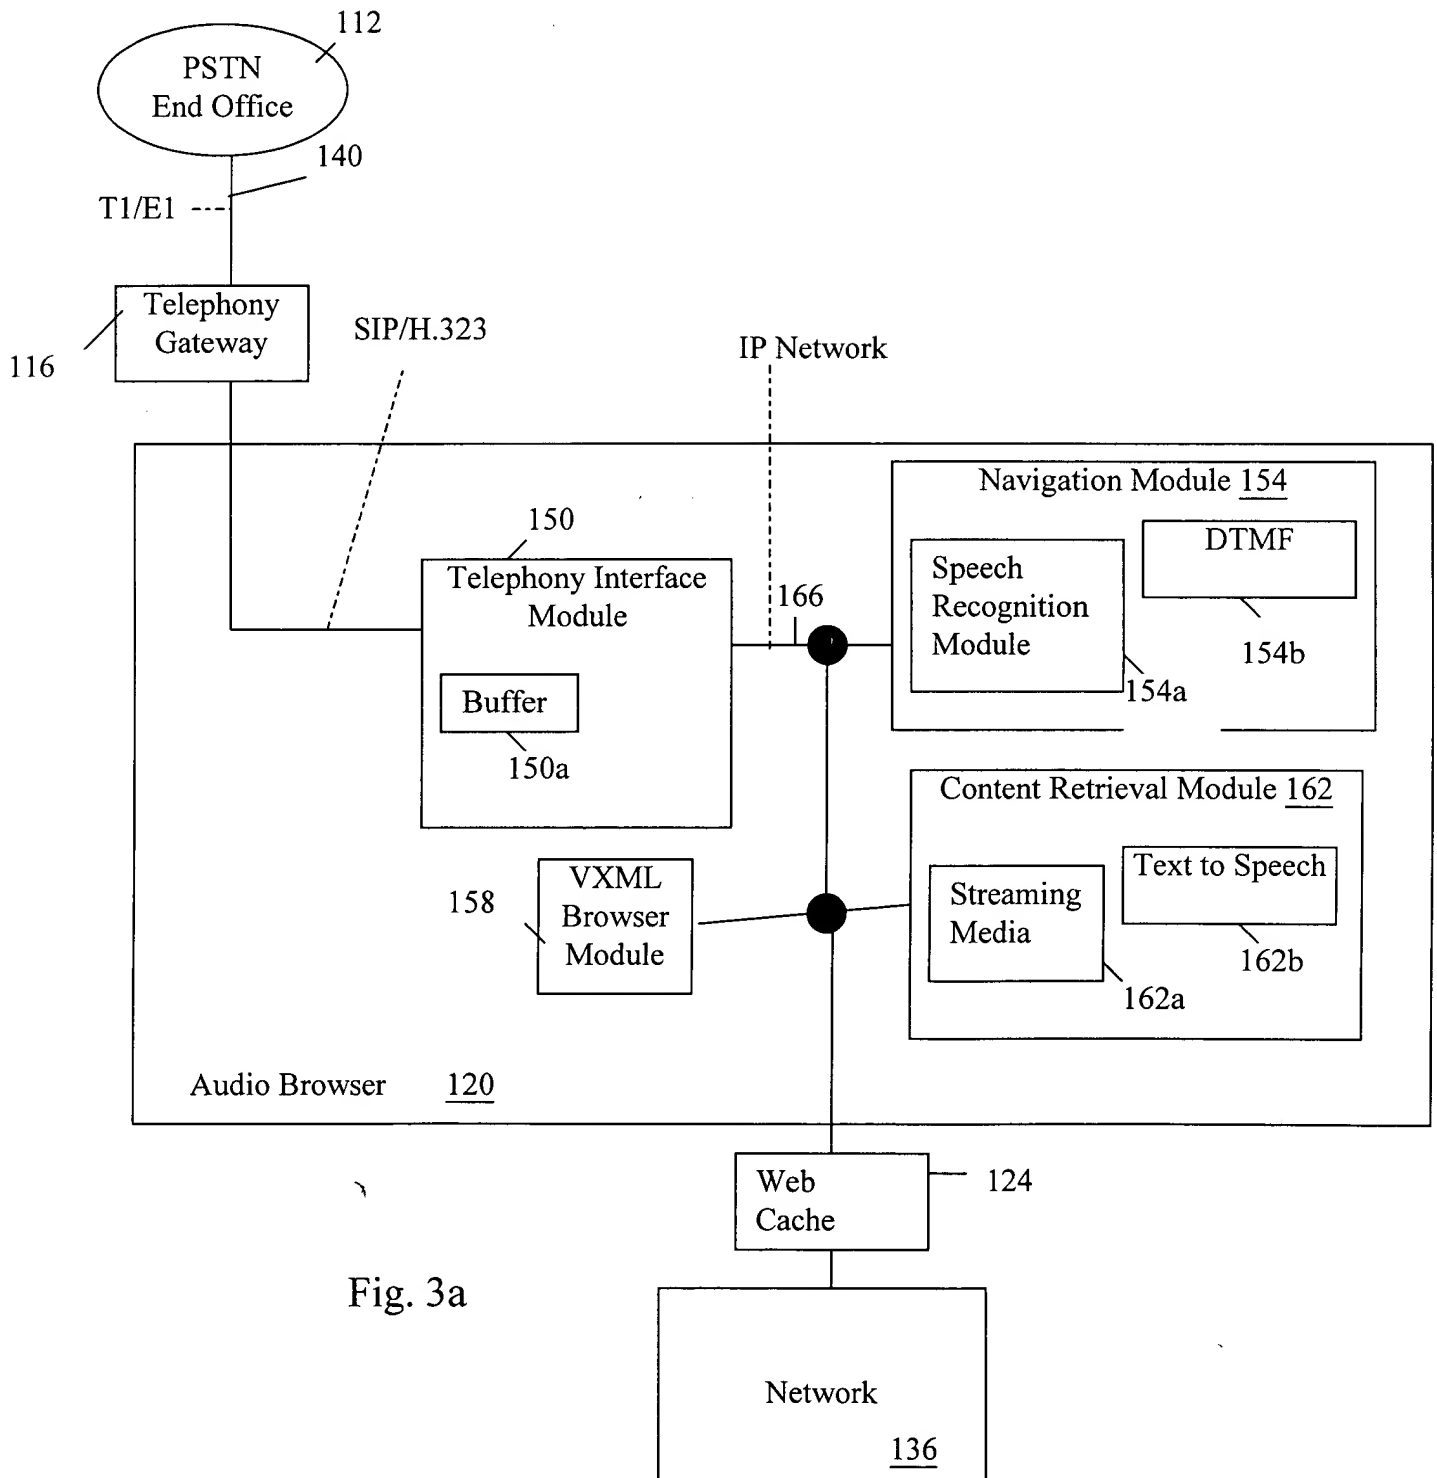 112
PSTN
End Office
140
T1/E1
Telephony
Gateway
116
SIP/H.323
IP Network
Navigation Module 154
150
DTMF
Telephony Interface
Module
Speech
Recognition
Module
166
154b
154a
Buffer
150a
Content Retrieval Module 162
VXML
Browser
Module
158
Text to Speech
Streaming
Media
162b
162a
Audio Browser 120
Web
Cache
124
Fig. 3a
Network
136